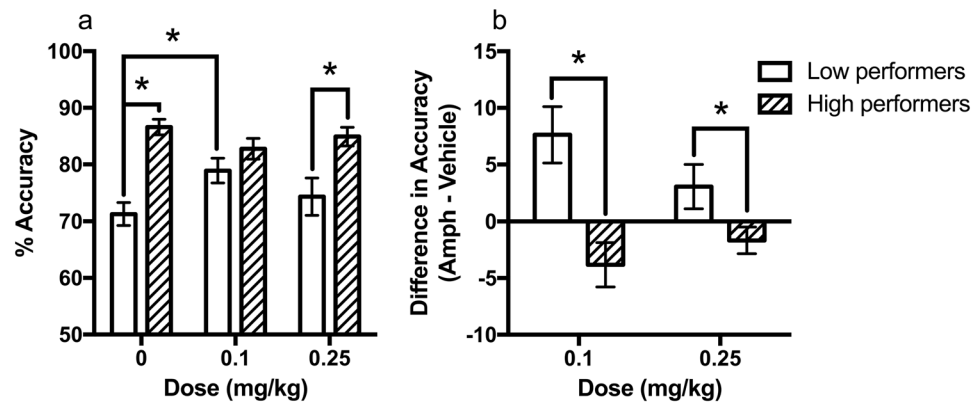 a
% Accuracy
100
90
80
70
60
50
*
*
*
0
0.1
0.25
Dose (mg/kg)
b
Difference in Accuracy
(Amph - Vehicle)
15
10
5
0
-5
-10
*
*
0.1
0.25
Dose (mg/kg)
Low performers
High performers